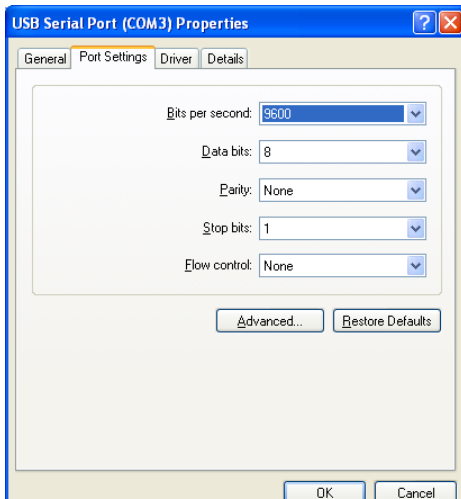 USB Serial Port (COM3) Properties
General Port Settings Driver Details
Bits per second: 9600
Data bits: 8
Parity: None
Stop bits: 1
Flow control: None
Advanced... Restore Defaults
OK Cancel